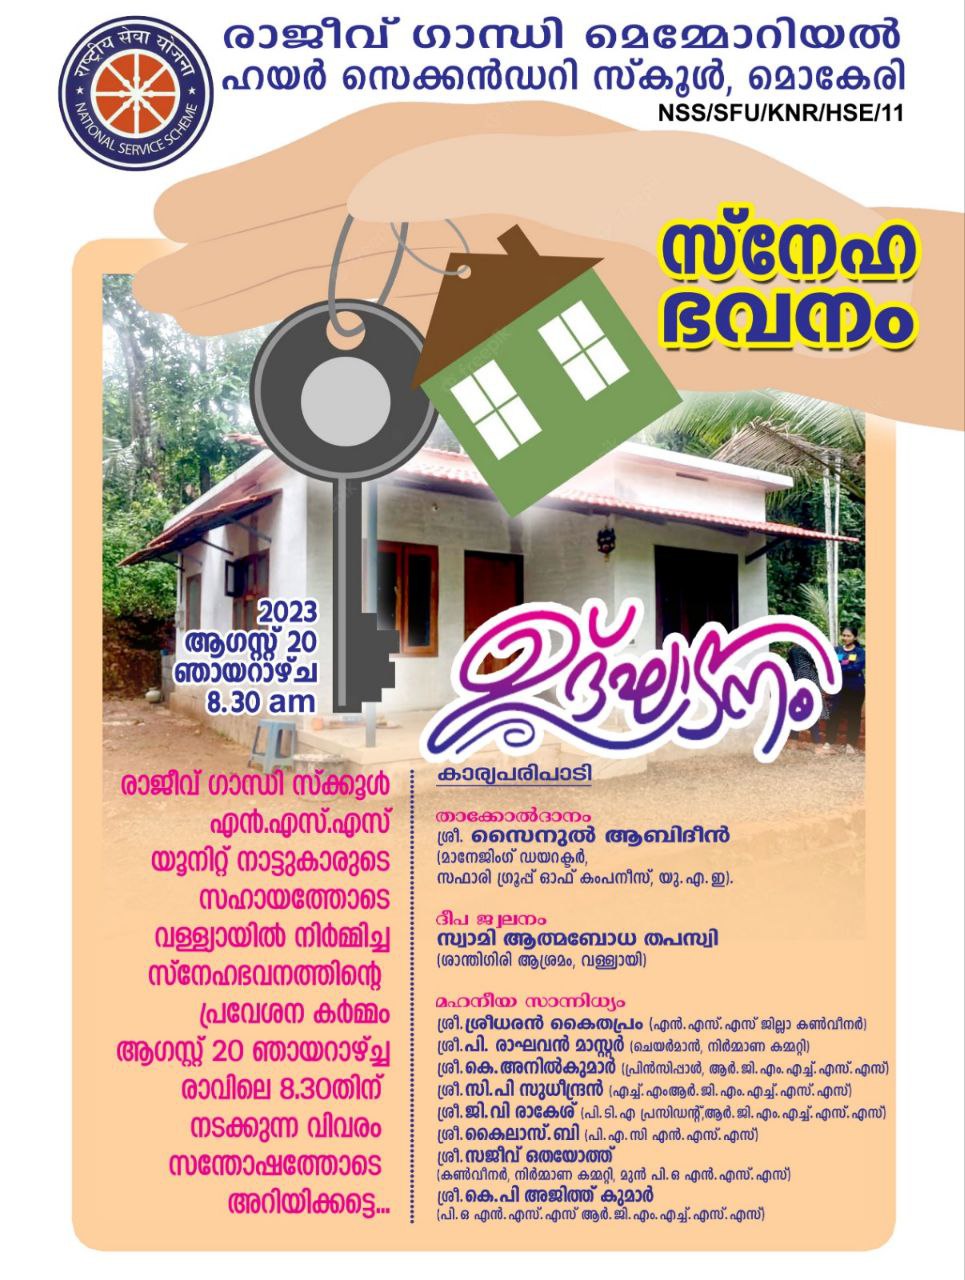 राष्ट्रीय सेवा योजना
NATIONAL SERVICE SCHEME
രാജീവ് ഗാന്ധി മെമ്മോറിയൽ
ഹയർ സെക്കൻഡറി സ്കൂൾ, മൊകേരി
NSS/SFU/KNR/HSE/11
സ്നേഹ
ഭവനം
2023
ആഗസ്റ്റ് 20
ഞായറാഴ്ച
8.30 am
ഉദ്ഘാടനം
രാജീവ് ഗാന്ധി സ്ക്കൂൾ
എൻ.എസ്.എസ്
യൂനിറ്റ് നാട്ടുകാരുടെ
സഹായത്തോടെ
വള്ള്യായിൽ നിർമ്മിച്ച
സ്നേഹഭവനത്തിന്റെ
പ്രവേശന കർമ്മം
ആഗസ്റ്റ് 20 ഞായറാഴ്ച്ച
രാവിലെ 8.30തിന്
നടക്കുന്ന വിവരം
സന്തോഷത്തോടെ
അറിയിക്കട്ടെ...
കാര്യപരിപാടി
താക്കോൽദാനം
ശ്രീ. സൈനുൽ ആബിദീൻ
(മാനേജിംഗ് ഡയറക്ടർ,
സഫാരി ഗ്രൂപ്പ് ഓഫ് കംപനീസ്, യു.എ.ഇ).
ദീപ ജ്വലനം
സ്വാമി ആത്മബോധ തപസ്വി
(ശാന്തിഗിരി ആശ്രമം, വള്ള്യായി)
മഹനീയ സാന്നിധ്യം
ശ്രീ.ശ്രീധരൻ കൈതപ്രം (എൻ.എസ്.എസ് ജില്ലാ കൺവീനർ)
ശ്രീ.പി. രാഘവൻ മാസ്റ്റർ (ചെയർമാൻ, നിർമ്മാണ കമ്മറ്റി)
ശ്രീ.കെ.അനിൽകുമാർ (പ്രിൻസിപ്പാൾ, ആർ.ജി.എം.എച്ച്.എസ്.എസ്)
ശ്രീ.സി.പി സുധീന്ദ്രൻ (എച്ച്.എംആർ.ജി.എം.എച്ച്.എസ്.എസ്)
ശ്രീ.ജി.വി രാകേശ് (പി.ടി.എ പ്രസിഡന്റ്,ആർ.ജി.എം.എച്ച്.എസ്.എസ്)
ശ്രീ.കൈലാസ്.ബി (പി.എ.സി എൻ.എസ്.എസ്)
ശ്രീ.സജീവ് ഒതയോത്ത്
(കൺവീനർ, നിർമ്മാണ കമ്മറ്റി, മുൻ പി.ഒ എൻ.എസ്.എസ്)
ശ്രീ.കെ.പി അജിത്ത് കുമാർ
(പി.ഒ എൻ.എസ്.എസ് ആർ.ജി.എം.എച്ച്.എസ്.എസ്)